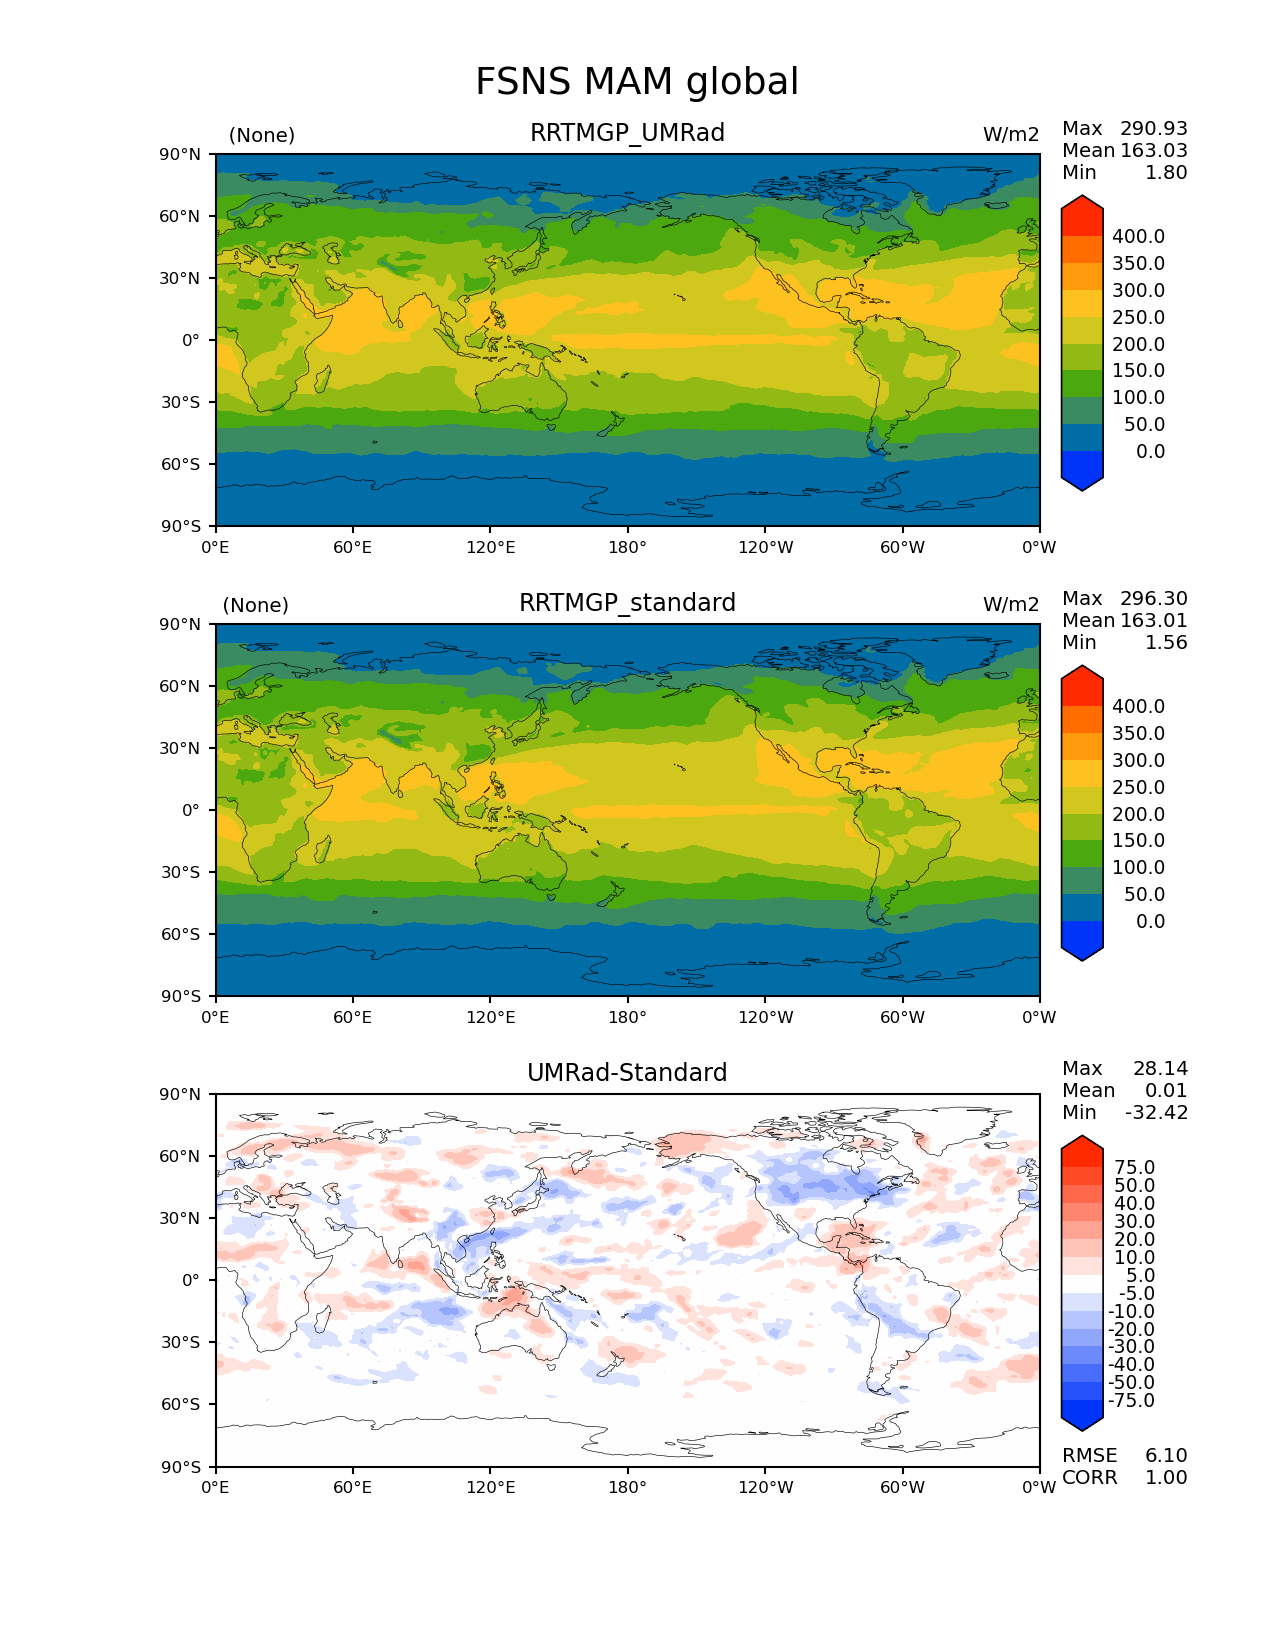 FSNS MAM global
(None) RRTMGP_UMRad W/m2
Max 290.93
Mean 163.03
Min 1.80
90°N
60°N
30°N
0°
30°S
60°S
90°S
0°E 60°E 120°E 180° 120°W 60°W 0°W
400.0
350.0
300.0
250.0
200.0
150.0
100.0
50.0
0.0
(None) RRTMGP_standard W/m2
Max 296.30
Mean 163.01
Min 1.56
90°N
60°N
30°N
0°
30°S
60°S
90°S
0°E 60°E 120°E 180° 120°W 60°W 0°W
400.0
350.0
300.0
250.0
200.0
150.0
100.0
50.0
0.0
UMRad-Standard
Max 28.14
Mean 0.01
Min -32.42
90°N
60°N
30°N
0°
30°S
60°S
90°S
0°E 60°E 120°E 180° 120°W 60°W 0°W
75.0
50.0
40.0
30.0
20.0
10.0
5.0
-5.0
-10.0
-20.0
-30.0
-40.0
-50.0
-75.0
RMSE 6.10
CORR 1.00